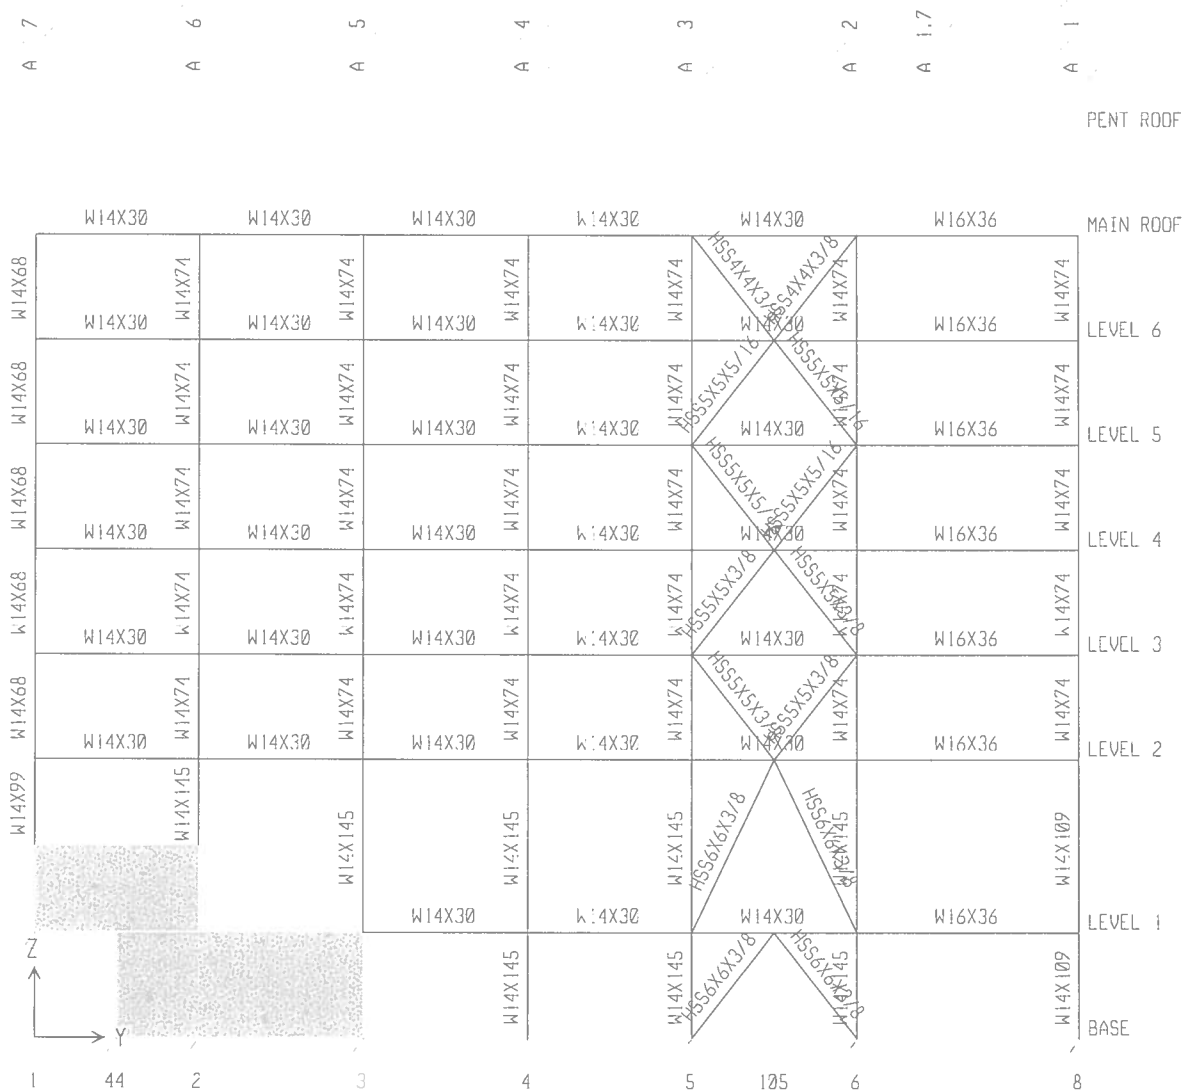 A 7
A 6
A 5
A 4
A 3
A 2
A 1.7
A 1
PENT ROOF
W14X30 W14X30 W14X30 W14X30 W14X30 W16X36 MAIN ROOF
W14X68 W14X74 W14X74 W14X74 W14X74 HSS4X4X3/8 HSS4X4X3/8 W14X74 W14X74
W14X30 W14X30 W14X30 W14X30 W14X30 W16X36 LEVEL 6
W14X68 W14X74 W14X74 W14X74 W14X74 HSS5X5X5/16 HSS5X5X5/16 W14X74 W14X74
W14X30 W14X30 W14X30 W14X30 W14X30 W16X36 LEVEL 5
W14X68 W14X74 W14X74 W14X74 W14X74 HSS5X5X5/16 HSS5X5X5/16 W14X74 W14X74
W14X30 W14X30 W14X30 W14X30 W14X30 W16X36 LEVEL 4
W14X68 W14X74 W14X74 W14X74 W14X74 HSS5X5X3/8 HSS5X5X3/8 W14X74 W14X74
W14X30 W14X30 W14X30 W14X30 W14X30 W16X36 LEVEL 3
W14X68 W14X74 W14X74 W14X74 W14X74 HSS5X5X3/8 HSS5X5X3/8 W14X74 W14X74
W14X30 W14X30 W14X30 W14X30 W14X30 W16X36 LEVEL 2
W14X99 W14X145 W14X145 W14X145 W14X145 HSS6X6X3/8 HSS6X6X3/8 W14X145 W14X109
W14X30 W14X30 W14X30 W16X36 LEVEL 1
Z
W14X145 W14X145 HSS6X6X3/8 HSS6X6X3/8 W14X145 W14X109
Y
BASE
1 44 2 3 4 5 105 6 8